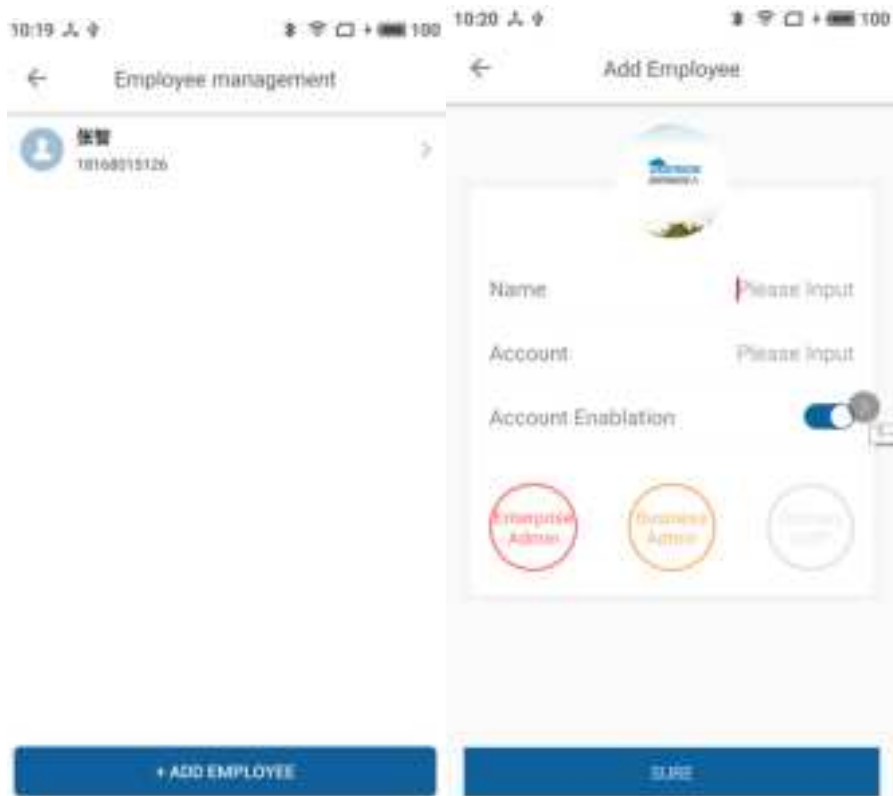 10:19
100
Employee management
张智
18168015126
+ ADD EMPLOYEE
10:20
100
Add Employee
Name
Please Input
Account
Please Input
Account Enablation
Enterprise
Admin
Business
Admin
SURE